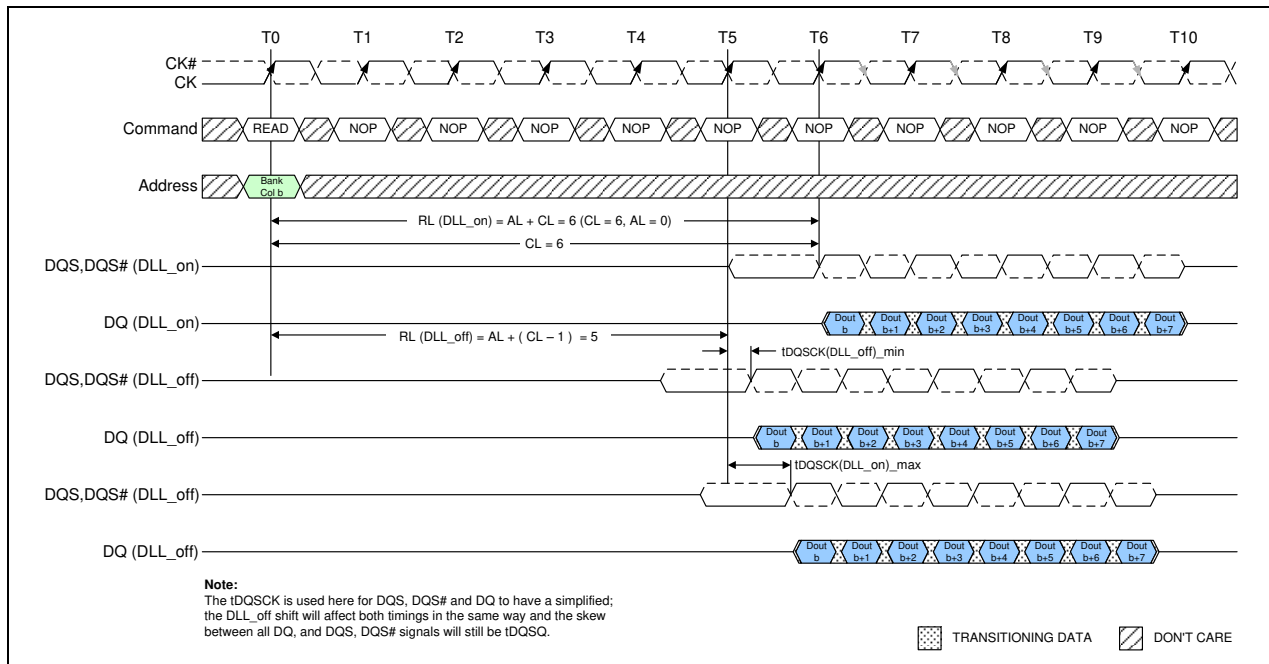 T0 T1 T2 T3 T4 T5 T6 T7 T8 T9 T10
CK#
CK
Command READ NOP NOP NOP NOP NOP NOP NOP NOP NOP NOP
Address Bank
Col b
RL (DLL_on) = AL + CL = 6 (CL = 6, AL = 0)
CL = 6
DQS,DQS# (DLL_on)
DQ (DLL_on) Dout Dout Dout Dout Dout Dout Dout Dout
b b+1 b+2 b+3 b+4 b+5 b+6 b+7
RL (DLL_off) = AL + ( CL – 1 ) = 5
tDQSCK(DLL_off)_min
DQS,DQS# (DLL_off)
DQ (DLL_off) Dout Dout Dout Dout Dout Dout Dout Dout
b b+1 b+2 b+3 b+4 b+5 b+6 b+7
tDQSCK(DLL_on)_max
DQS,DQS# (DLL_off)
DQ (DLL_off) Dout Dout Dout Dout Dout Dout Dout Dout
b b+1 b+2 b+3 b+4 b+5 b+6 b+7
Note:
The tDQSCK is used here for DQS, DQS# and DQ to have a simplified;
the DLL_off shift will affect both timings in the same way and the skew
between all DQ, and DQS, DQS# signals will still be tDQSQ.
TRANSITIONING DATA DON'T CARE